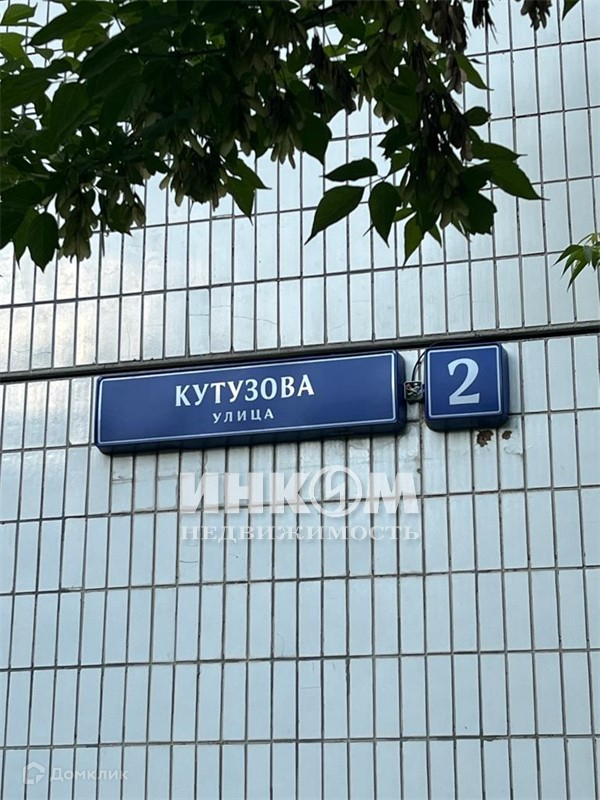 КУТУЗОВА
УЛИЦА
2
ИНКОМ
НЕДВИЖИМОСТЬ
Домклик